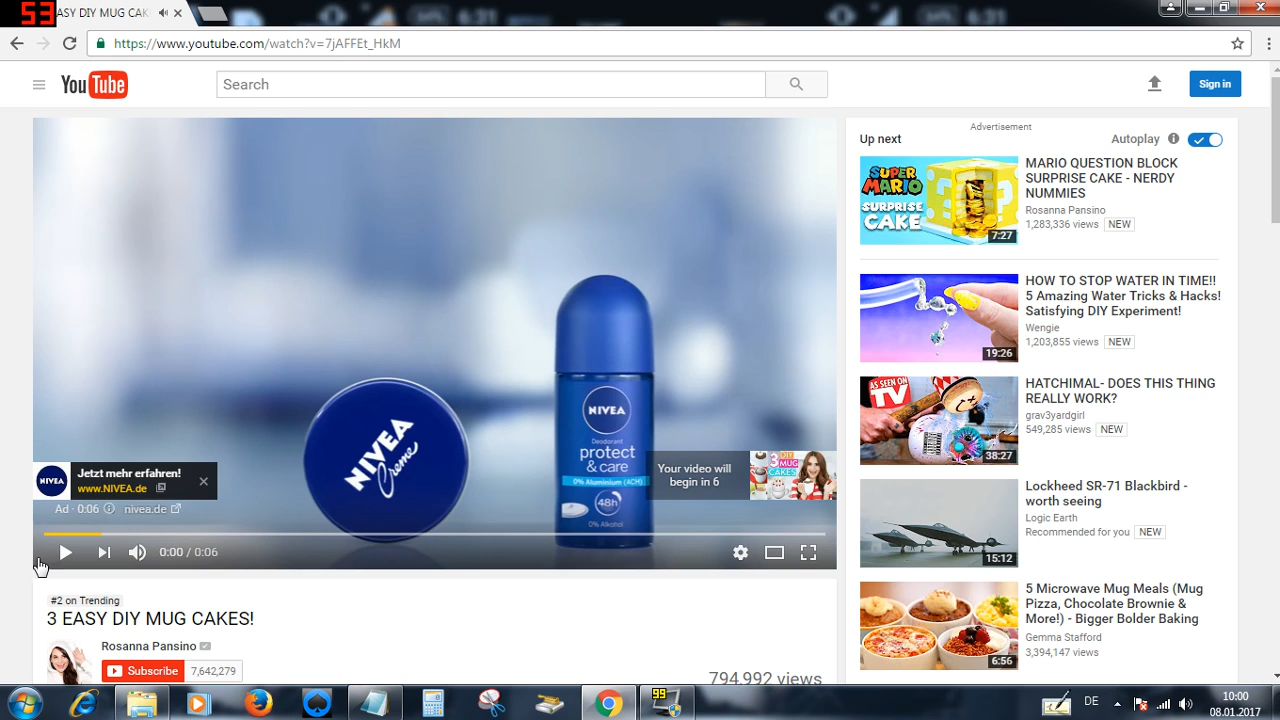 53
EASY DIY MUG CAK
6:31
https://www.youtube.com/watch?v=7jAFFEt_HkM
YouTube
Search
Sign in
Advertisement
Up next
Autoplay
SUPER
MARIO
SURPRISE
CAKE
7:27
MARIO QUESTION BLOCK
SURPRISE CAKE - NERDY
NUMMIES
Rosanna Pansino
1,283,336 views NEW
19:26
HOW TO STOP WATER IN TIME!!
5 Amazing Water Tricks & Hacks!
Satisfying DIY Experiment!
Wengie
1,203,855 views NEW
AS SEEN ON
TV
38:27
HATCHIMAL- DOES THIS THING
REALLY WORK?
grav3yardgirl
549,285 views NEW
15:12
Lockheed SR-71 Blackbird -
worth seeing
Logic Earth
Recommended for you NEW
6:56
5 Microwave Mug Meals (Mug
Pizza, Chocolate Brownie &
More!) - Bigger Bolder Baking
Gemma Stafford
3,394,147 views
NIVEA
Creme
NIVEA
Deodorant
protect
& care
0% Aluminium (ACH)
48h
0% Alkohol
NIVEA
Jetzt mehr erfahren!
www.NIVEA.de
Your video will
begin in 6
3 DIY
MUG
CAKES
Ad · 0:06 nivea.de
0:00 / 0:06
#2 on Trending
3 EASY DIY MUG CAKES!
Rosanna Pansino
Subscribe 7,642,279
794,992 views
99
DE
10:00
08.01.2017